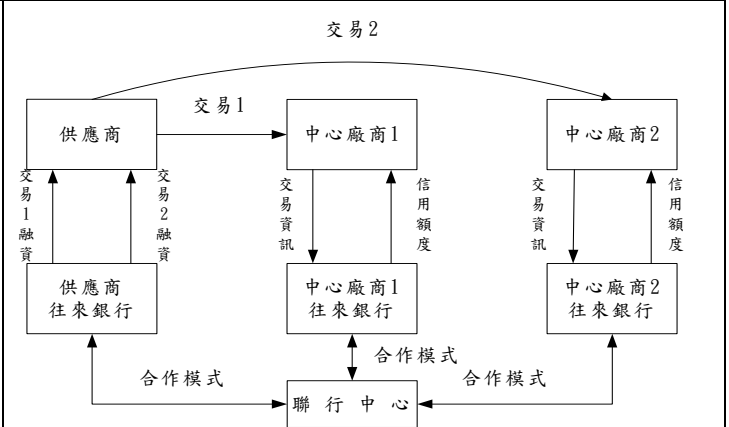 交易2
交易1
供應商
中心廠商1
中心廠商2
交易1融資
交易2融資
交易資訊
信用額度
交易資訊
信用額度
供應商
往來銀行
中心廠商1
往來銀行
中心廠商2
往來銀行
合作模式
合作模式
合作模式
聯行中心